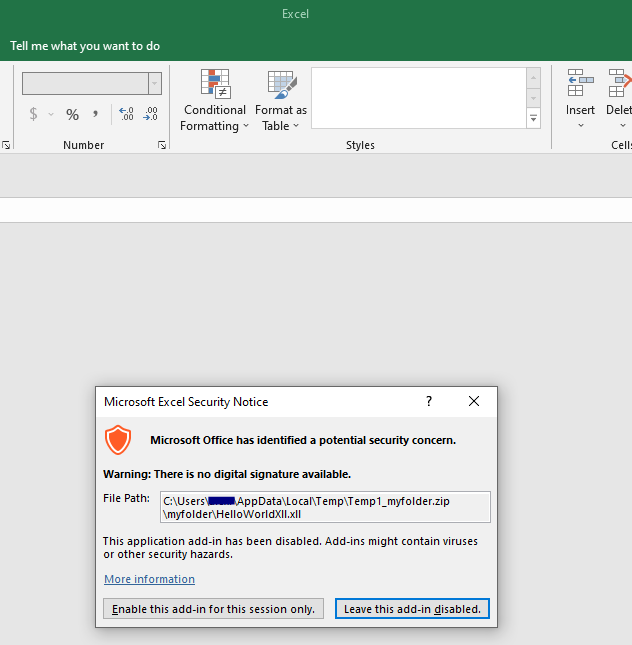 Excel
Tell me what you want to do
$ % , .0 .00 .00 .0
Conditional Formatting
Format as Table
Insert
Delet
Number
Styles
Cells
Microsoft Excel Security Notice ?
Microsoft Office has identified a potential security concern.
Warning: There is no digital signature available.
File Path: C:\Users\ \AppData\Local\Temp\Temp1_myfolder.zip
\myfolder\HelloWorldXll.xll
This application add-in has been disabled. Add-ins might contain viruses
or other security hazards.
More information
Enable this add-in for this session only. Leave this add-in disabled.